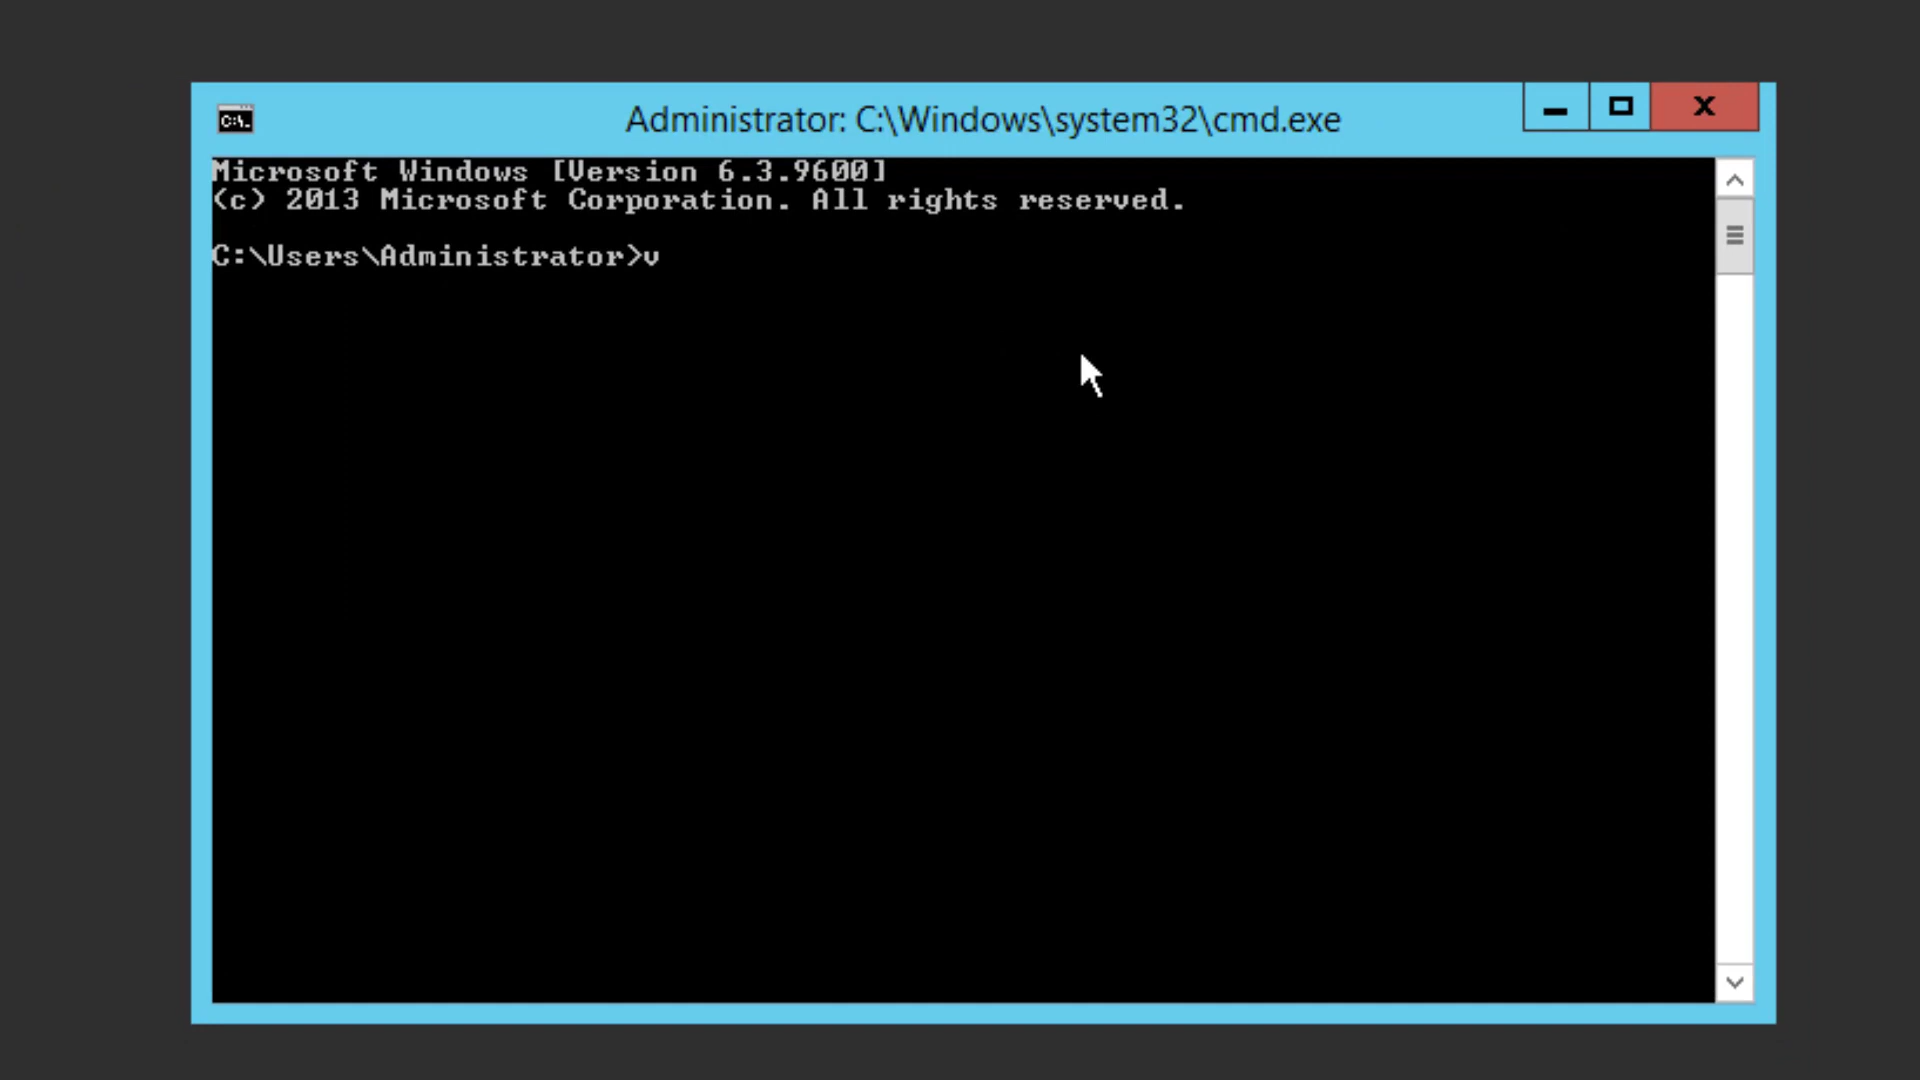 Administrator: C:\Windows\system32\cmd.exe
Microsoft Windows [Version 6.3.9600]
(c) 2013 Microsoft Corporation. All rights reserved.
C:\Users\Administrator>v